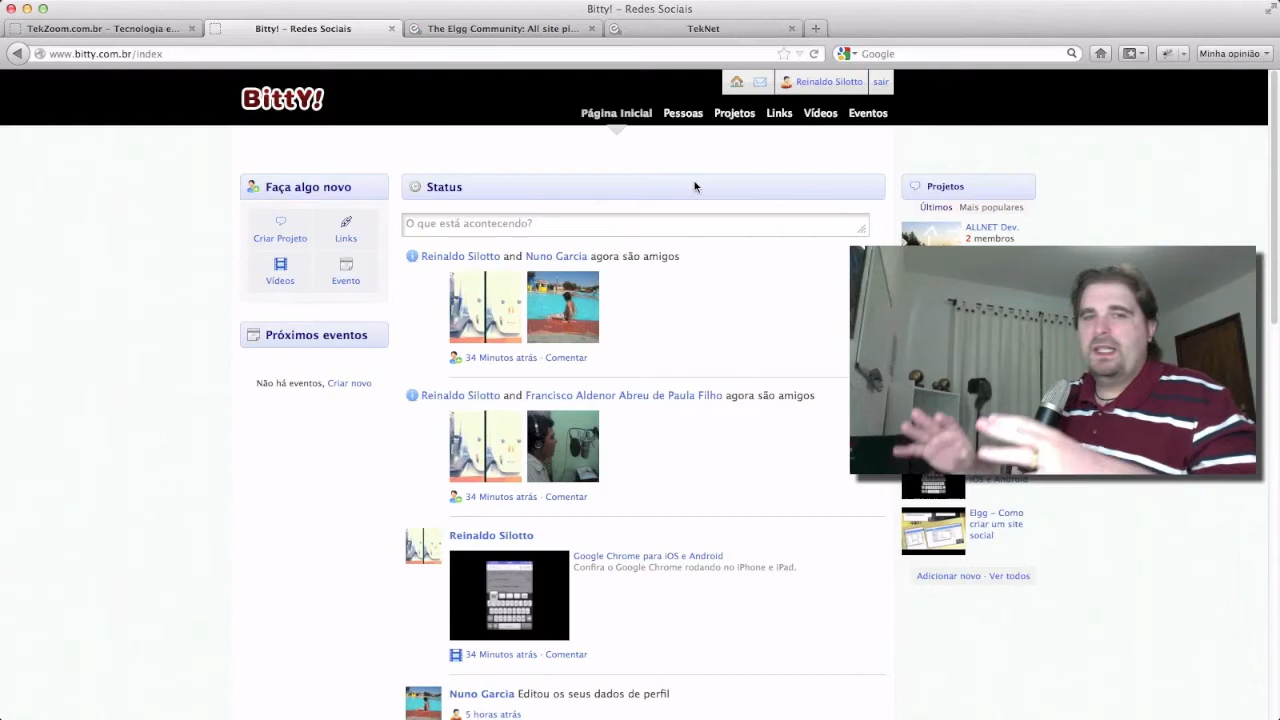 Bitty! – Redes Sociais
TekZoom.com.br – Tecnologia e...
Bitty! – Redes Sociais
The Elgg Community: All site pl...
TekNet
www.bitty.com.br/index
Google
Minha opinião
BittY!
Reinaldo Silotto
sair
Página Inicial
Pessoas
Projetos
Links
Vídeos
Eventos
Faça algo novo
Criar Projeto
Links
Vídeos
Evento
Próximos eventos
Não há eventos, Criar novo
Status
O que está acontecendo?
Reinaldo Silotto and Nuno Garcia agora são amigos
34 Minutos atrás · Comentar
Reinaldo Silotto and Francisco Aldenor Abreu de Paula Filho agora são amigos
34 Minutos atrás · Comentar
Reinaldo Silotto
Google Chrome para iOS e Android
Confira o Google Chrome rodando no iPhone e iPad.
34 Minutos atrás · Comentar
Nuno Garcia Editou os seus dados de perfil
5 horas atrás
Projetos
Últimos Mais populares
ALLNET Dev.
2 membros
iOS e Android
Elgg – Como
criar um site
social
Adicionar novo · Ver todos